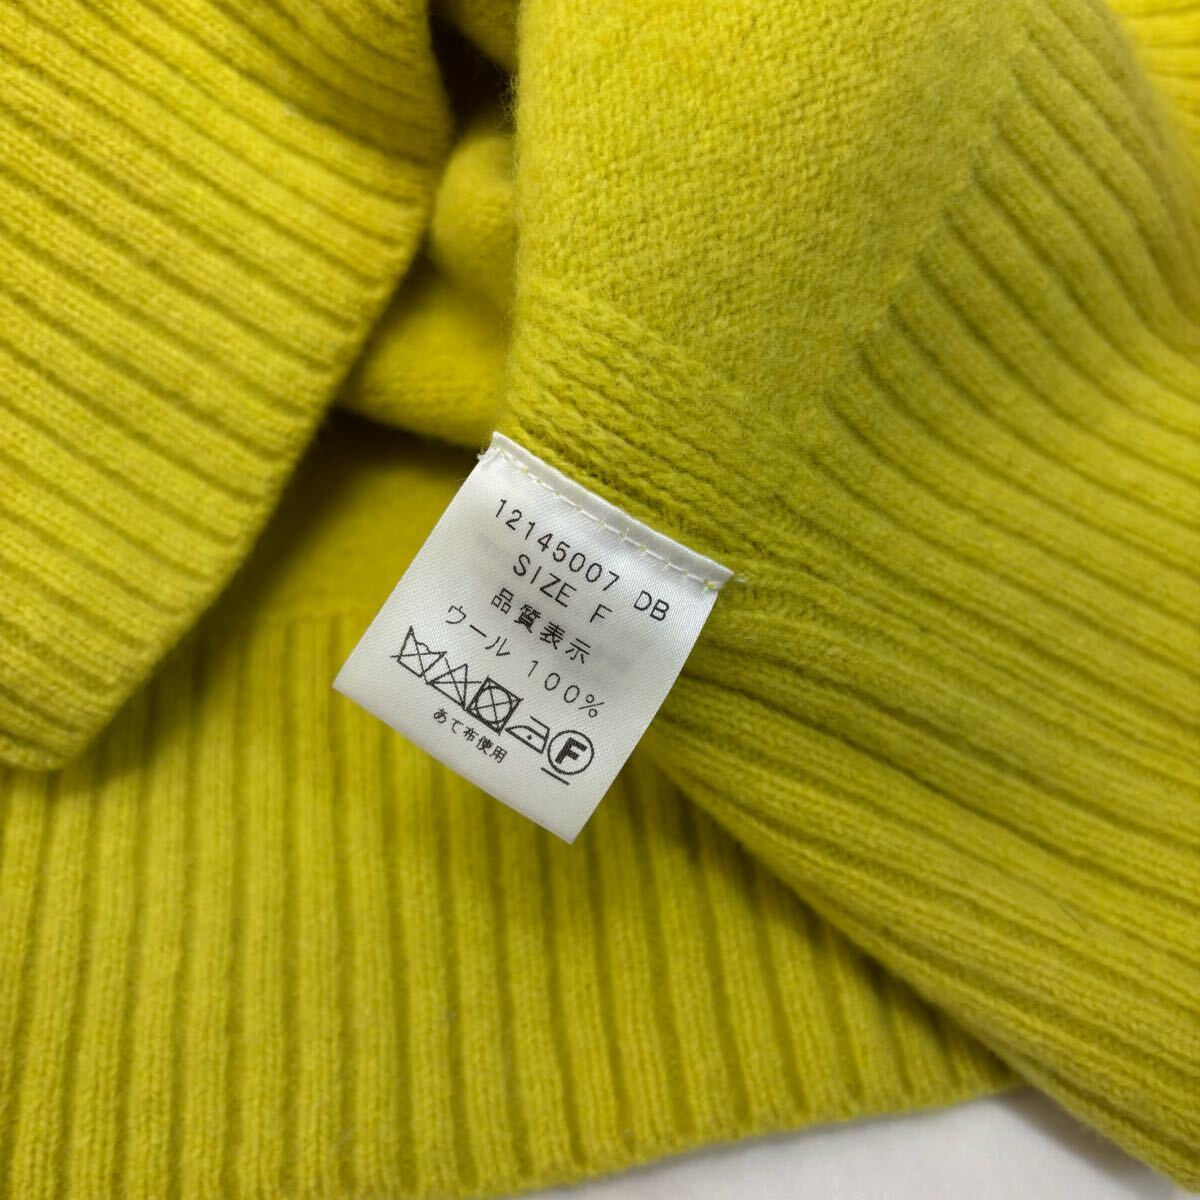 12145007 DB
SIZE F
品質表示
ウール 100%
F
あて布使用